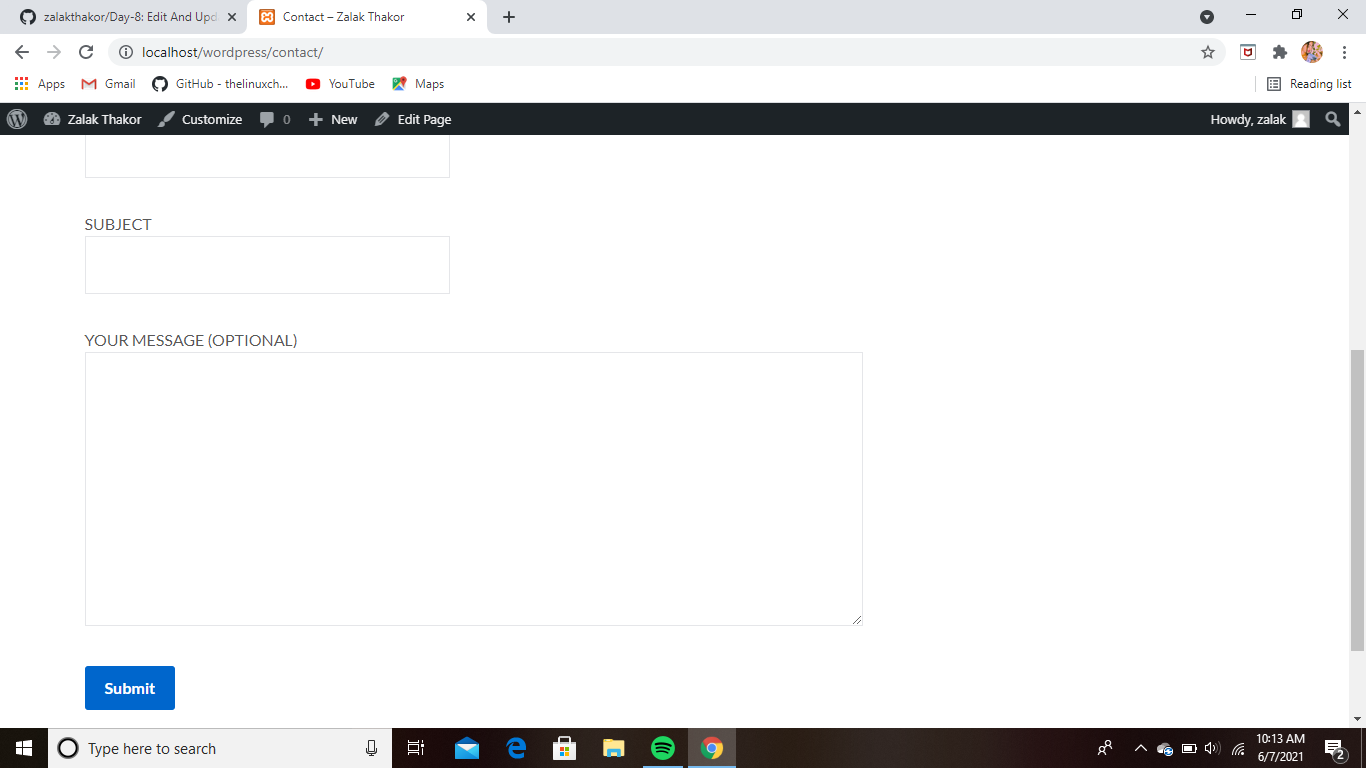 zalakthakor/Day-8: Edit And Upd
Contact – Zalak Thakor
localhost/wordpress/contact/
Apps
Gmail
GitHub - thelinuxch...
YouTube
Maps
Reading list
Zalak Thakor
Customize
0
New
Edit Page
Howdy, zalak
SUBJECT
YOUR MESSAGE (OPTIONAL)
Submit
Type here to search
10:13 AM
6/7/2021
2